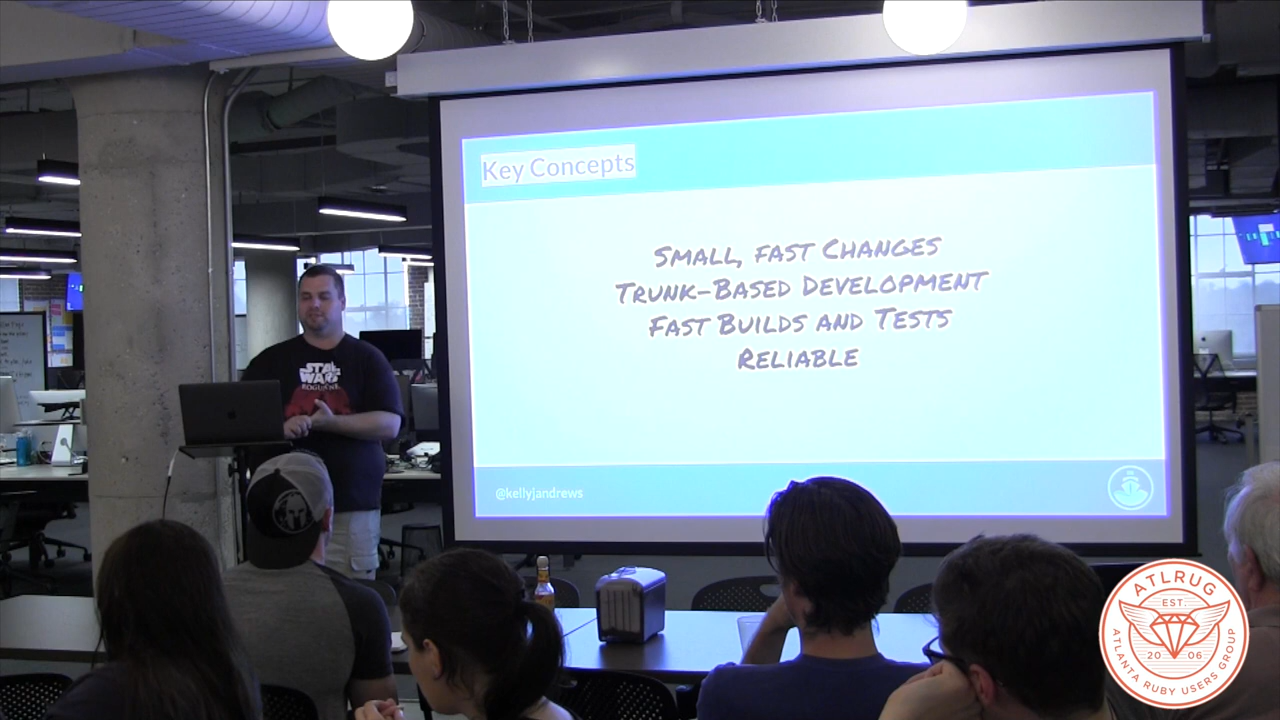 Key Concepts
Small, fast Changes
Trunk-Based Development
Fast Builds and Tests
Reliable
@kellyjandrews
STAR
WARS
ROGUE ONE
ATLRUG
EST.
20 06
ATLANTA RUBY USERS GROUP